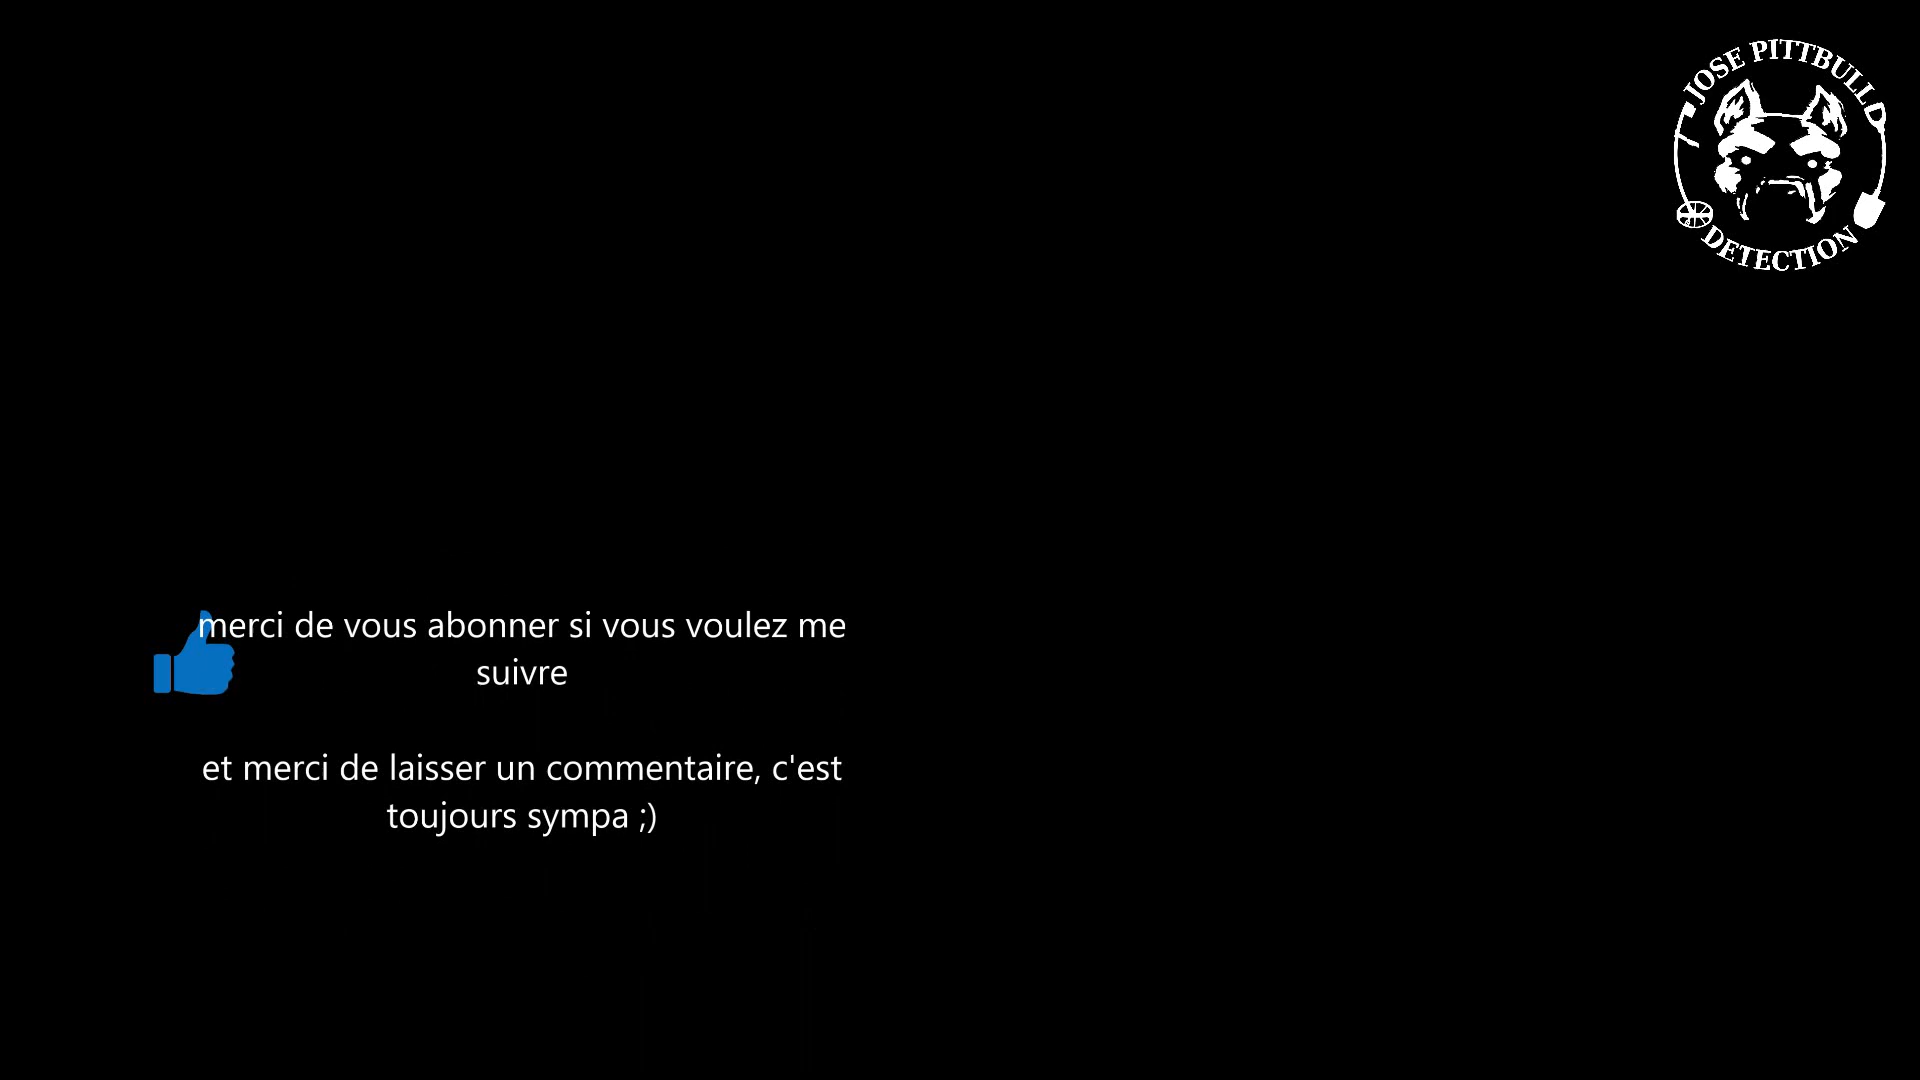 JOSE PITTBULL
DETECTION
merci de vous abonner si vous voulez me
suivre
et merci de laisser un commentaire, c'est
toujours sympa ;)